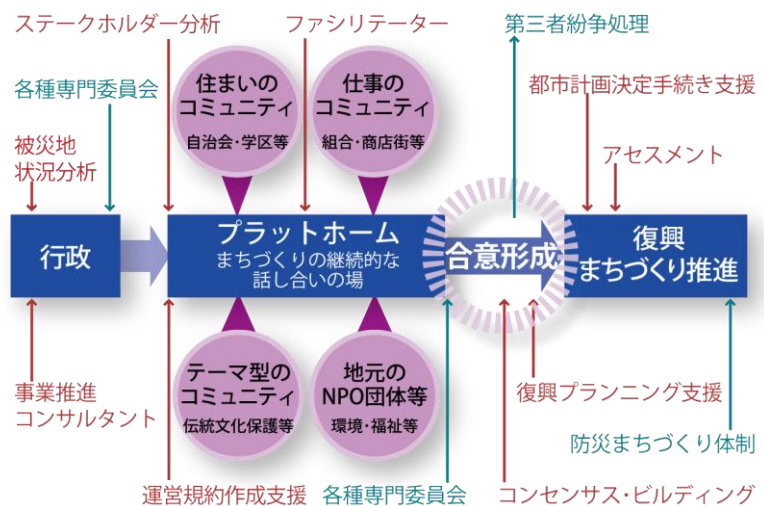 ステークホルダー分析
ファシリテーター
第三者紛争処理
各種専門委員会
住まいの
コミュニティ
自治会・学区等
仕事の
コミュニティ
組合・商店街等
都市計画決定手続き支援
被災地
状況分析
アセスメント
行政
プラットホーム
まちづくりの継続的な
話し合いの場
合意形成
復興
まちづくり推進
事業推進
コンサルタント
テーマ型の
コミュニティ
伝統文化保護等
地元の
NPO団体等
環境・福祉等
復興プランニング支援
防災まちづくり体制
運営規約作成支援
各種専門委員会
コンセンサス・ビルディング